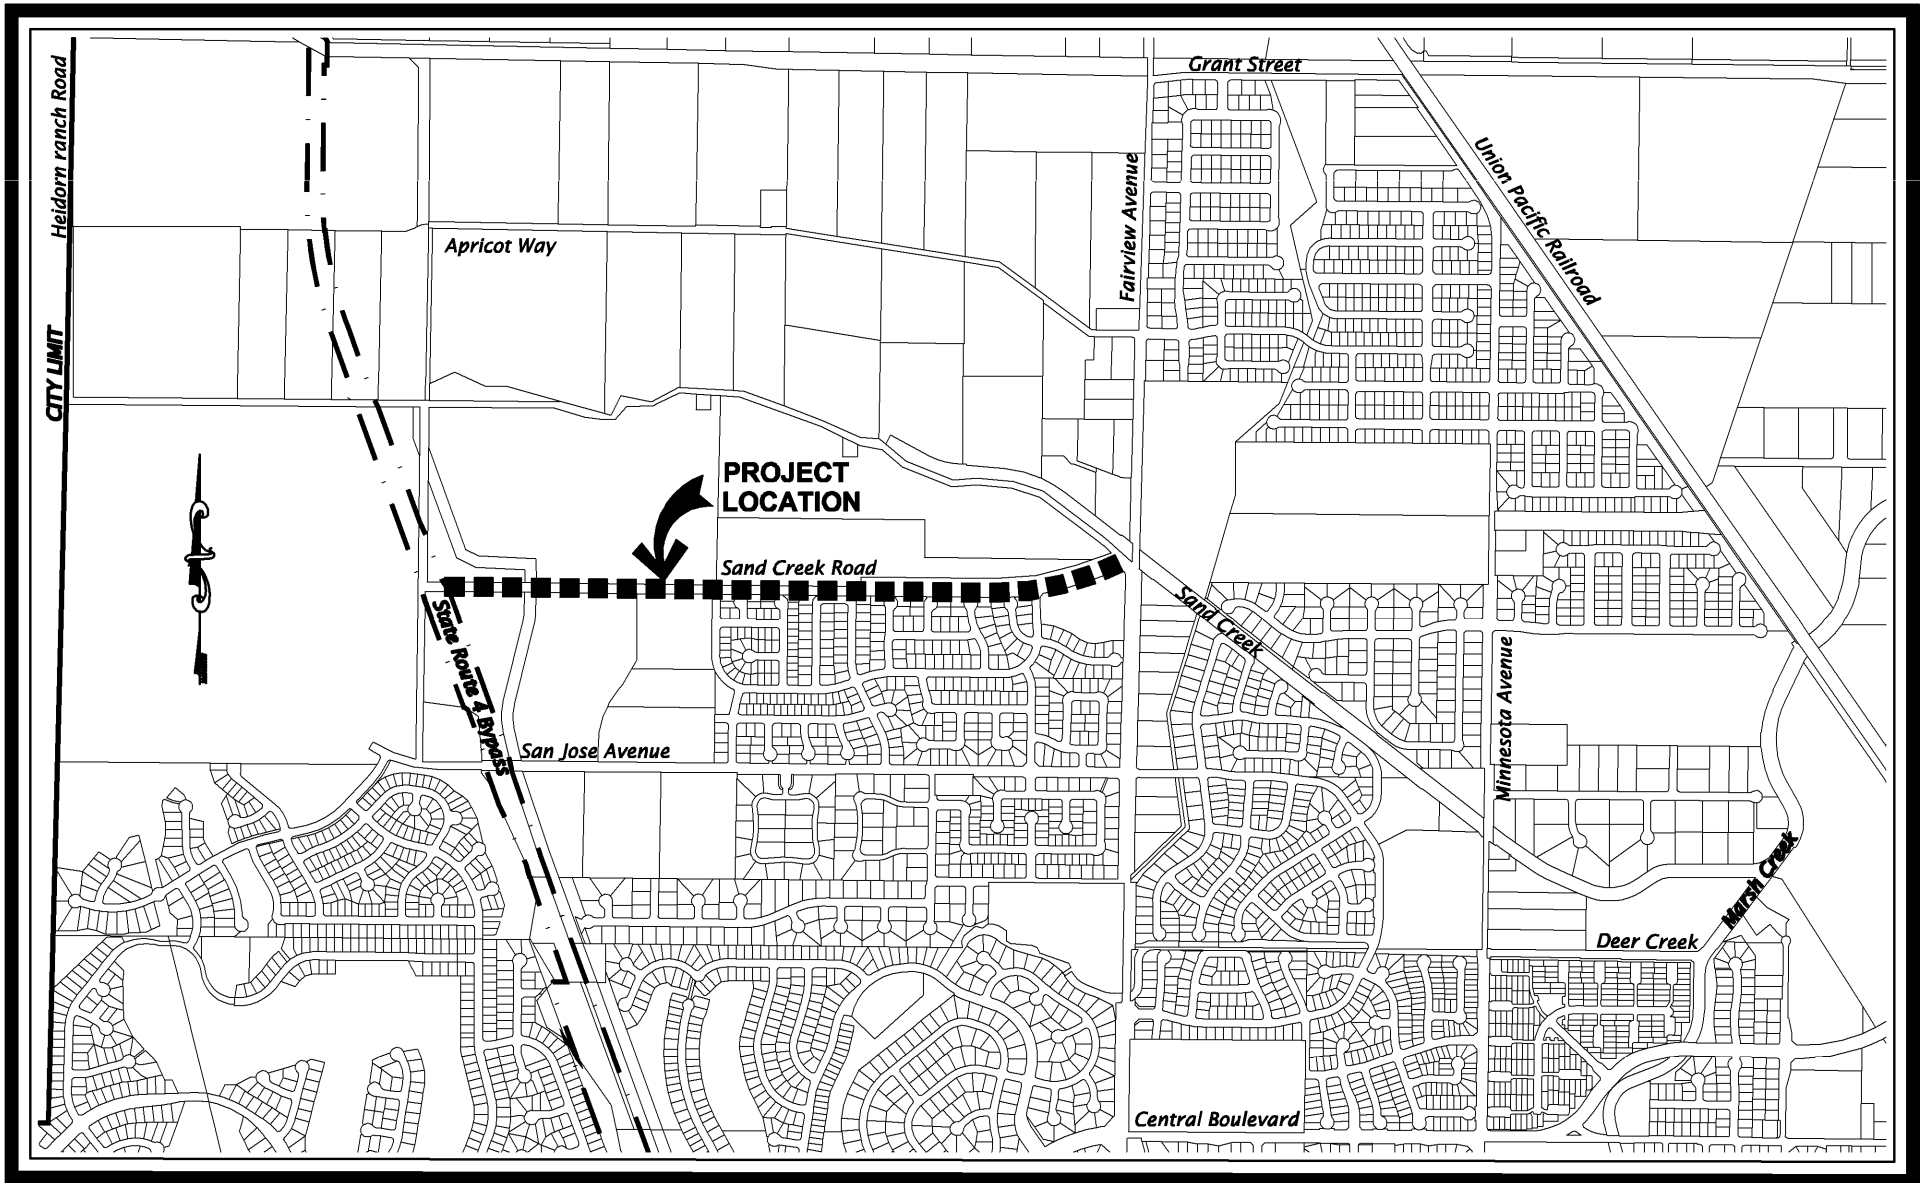 Grant Street
Heidorn ranch Road
Union Pacific Railroad
Fairview Avenue
Apricot Way
CITY LIMIT
PROJECT
LOCATION
Sand Creek Road
Sand Creek
State Route 4 Bypass
Minnesota Avenue
San Jose Avenue
Marsh Creek
Deer Creek
Central Boulevard